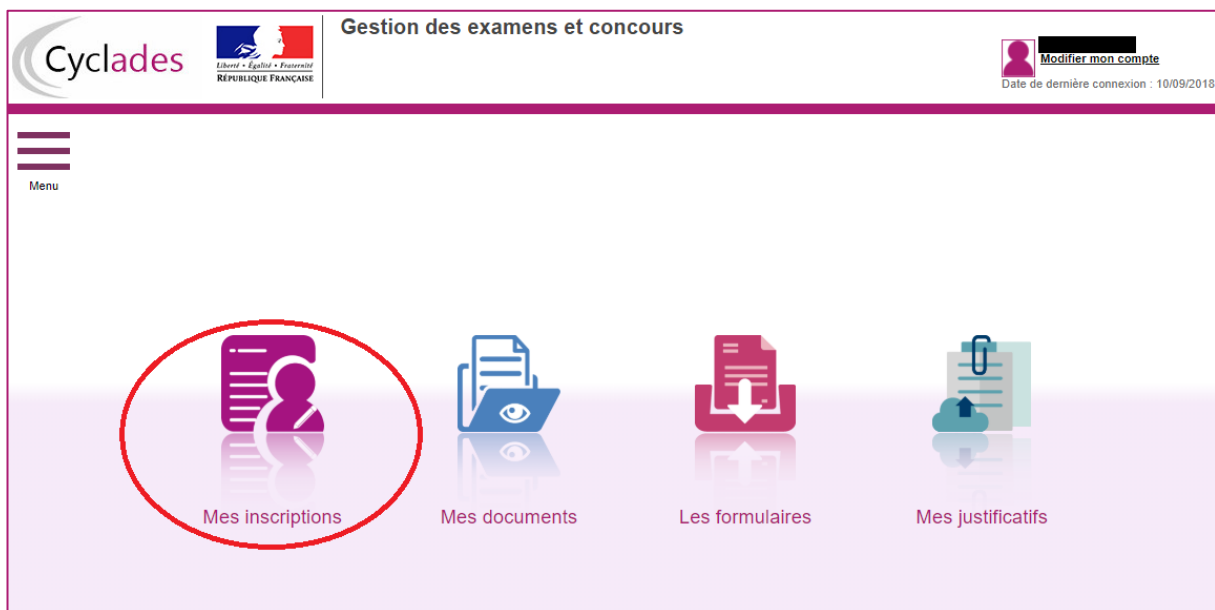 Gestion des examens et concours
Cyclades
Liberté • Égalité • Fraternité
RÉPUBLIQUE FRANÇAISE
Modifier mon compte
Date de dernière connexion : 10/09/2018
Menu
Mes inscriptions
Mes documents
Les formulaires
Mes justificatifs